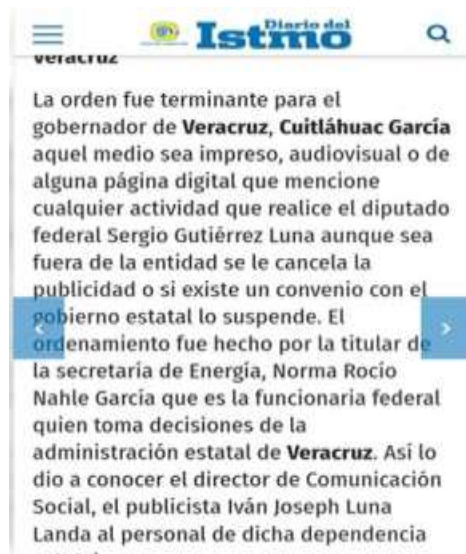 Diario del
Istmo
Veracruz
La orden fue terminante para el
gobernador de Veracruz, Cuitláhuac García
aquel medio sea impreso, audiovisual o de
alguna página digital que mencione
cualquier actividad que realice el diputado
federal Sergio Gutiérrez Luna aunque sea
fuera de la entidad se le cancela la
publicidad o si existe un convenio con el
gobierno estatal lo suspende. El
ordenamiento fue hecho por la titular de
la secretaría de Energía, Norma Rocío
Nahle García que es la funcionaria federal
quien toma decisiones de la
administración estatal de Veracruz. Así lo
dio a conocer el director de Comunicación
Social, el publicista Iván Joseph Luna
Landa al personal de dicha dependencia